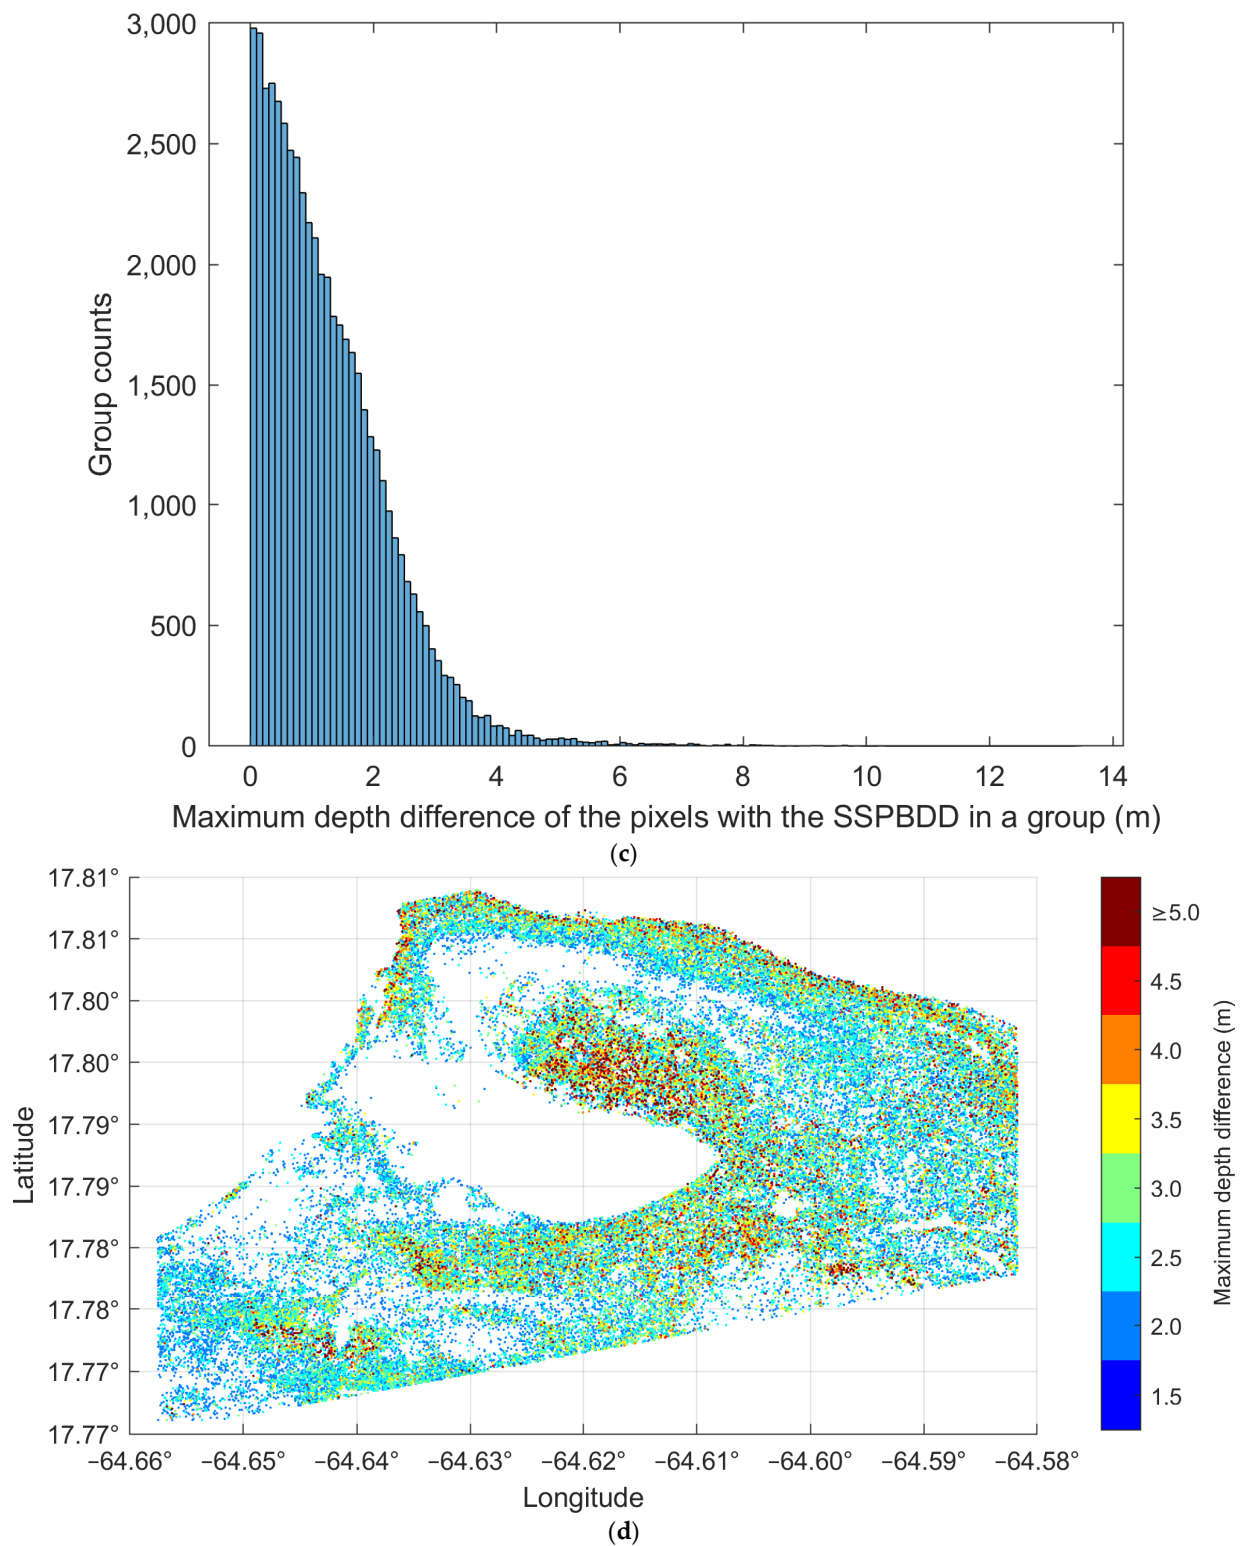 3,000
2,500
2,000
1,500
1,000
500
0
0 2 4 6 8 10 12 14
Group counts
Maximum depth difference of the pixels with the SSPBDD in a group (m)
(c)
17.81°
17.81°
17.80°
17.80°
17.79°
17.79°
17.78°
17.78°
17.77°
17.77°
−64.66° −64.65° −64.64° −64.63° −64.62° −64.61° −64.60° −64.59° −64.58°
Latitude
Longitude
≥5.0
4.5
4.0
3.5
3.0
2.5
2.0
1.5
Maximum depth difference (m)
(d)